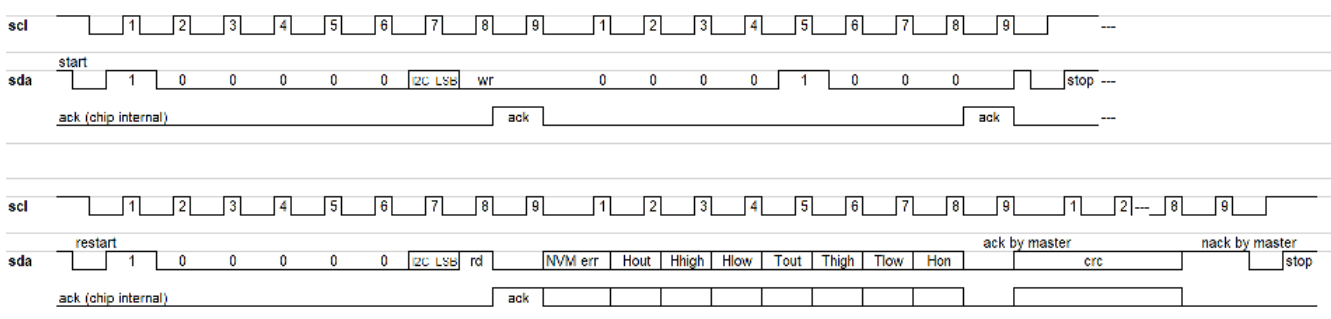 scl 1 2 3 4 5 6 7 8 9 1 2 3 4 5 6 7 8 9 ---
start
sda 1 0 0 0 0 0 I2C LSB wr 0 0 0 0 1 0 0 0 stop ---
ack (chip internal) ack ack ---
scl 1 2 3 4 5 6 7 8 9 1 2 3 4 5 6 7 8 9 1 2 --- 8 9
restart ack by master nack by master
sda 1 0 0 0 0 0 I2C LSB rd NVM err Hout Hhigh Hlow Tout Thigh Tlow Hon crc stop
ack (chip internal) ack